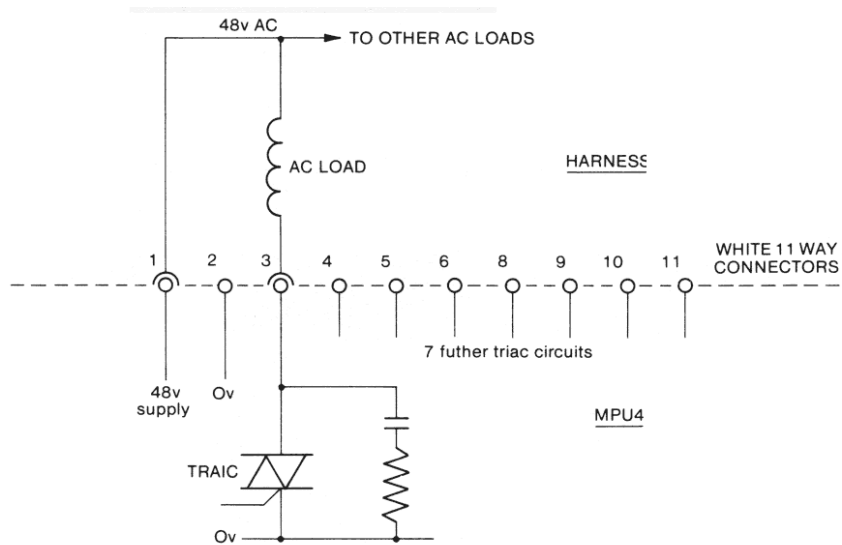 48v AC
TO OTHER AC LOADS
AC LOAD
HARNESS
1 2 3 4 5 6 8 9 10 11
WHITE 11 WAY
CONNECTORS
7 futher triac circuits
48v
supply
Ov
MPU4
TRAIC
Ov